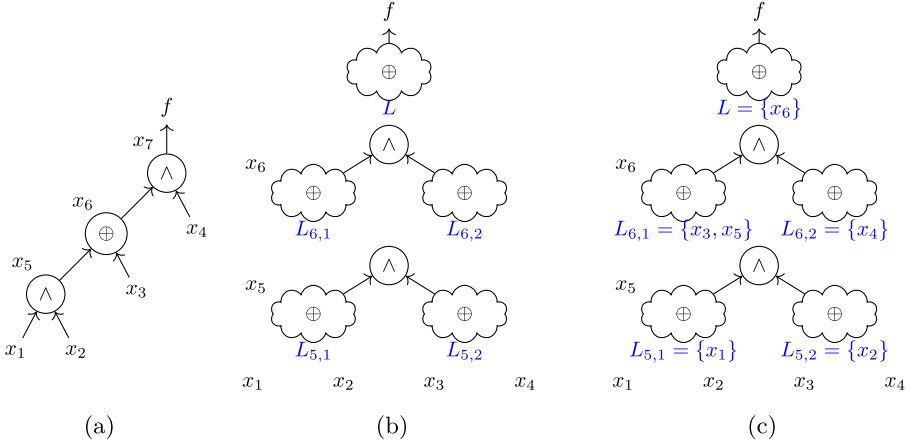 f
x₇
∧
x₆
x₄
⊕
x₅
x₃
∧
x₁ x₂
(a)
f
⊕
L
∧
x₆
⊕ ⊕
L₆,₁ L₆,₂
∧
x₅
⊕ ⊕
L₅,₁ L₅,₂
x₁ x₂ x₃ x₄
(b)
f
⊕
L = {x₆}
∧
x₆
⊕ ⊕
L₆,₁ = {x₃, x₅} L₆,₂ = {x₄}
∧
x₅
⊕ ⊕
L₅,₁ = {x₁} L₅,₂ = {x₂}
x₁ x₂ x₃ x₄
(c)